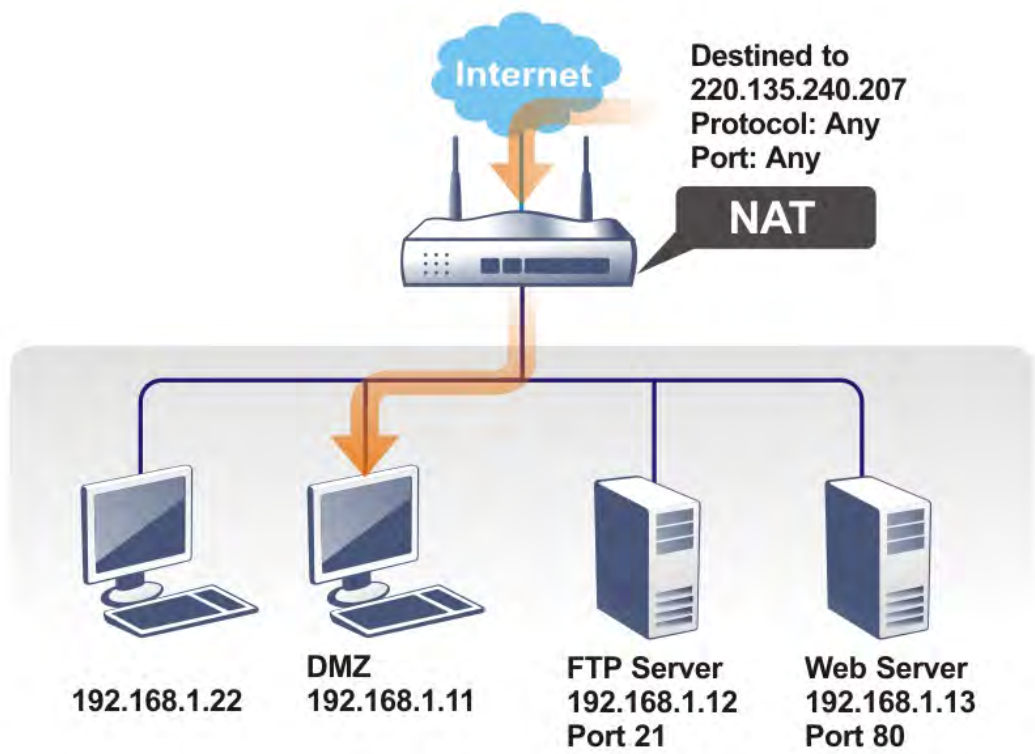 Internet
Destined to
220.135.240.207
Protocol: Any
Port: Any
NAT
192.168.1.22
DMZ
192.168.1.11
FTP Server
192.168.1.12
Port 21
Web Server
192.168.1.13
Port 80